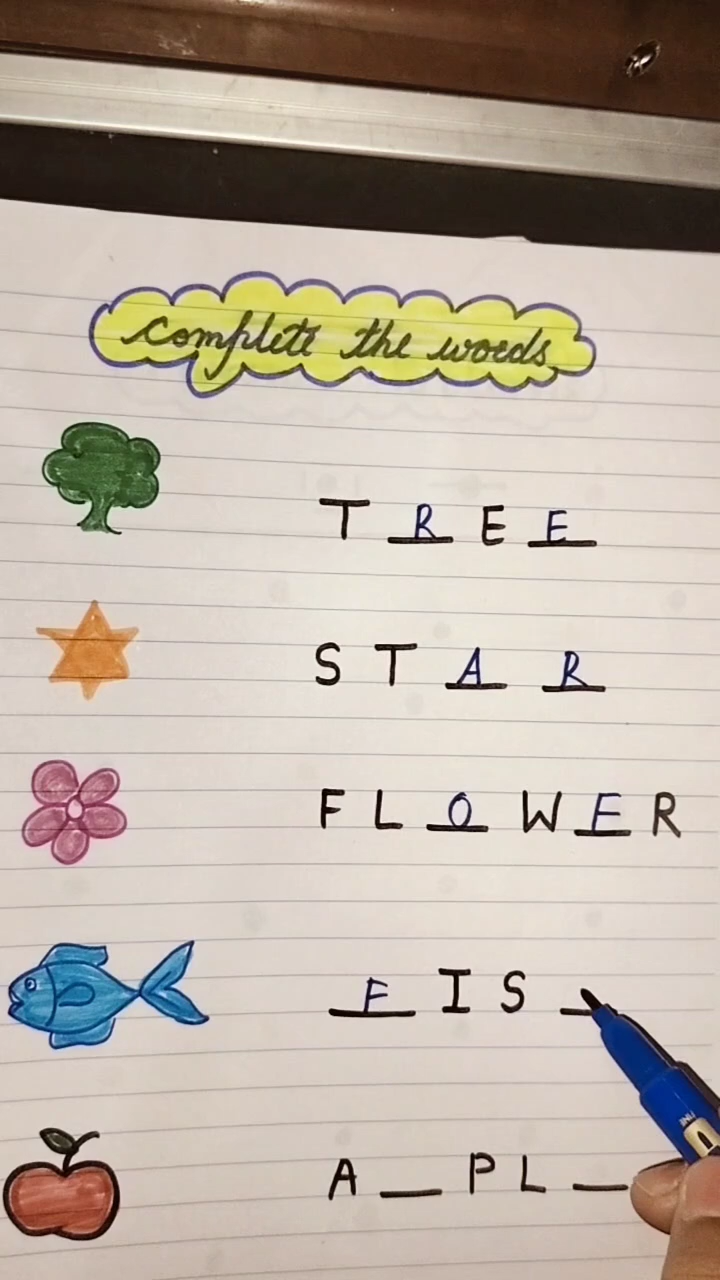 complete the words
T R E E
S T A R
F L O W E R
F I S _
A _ P L _